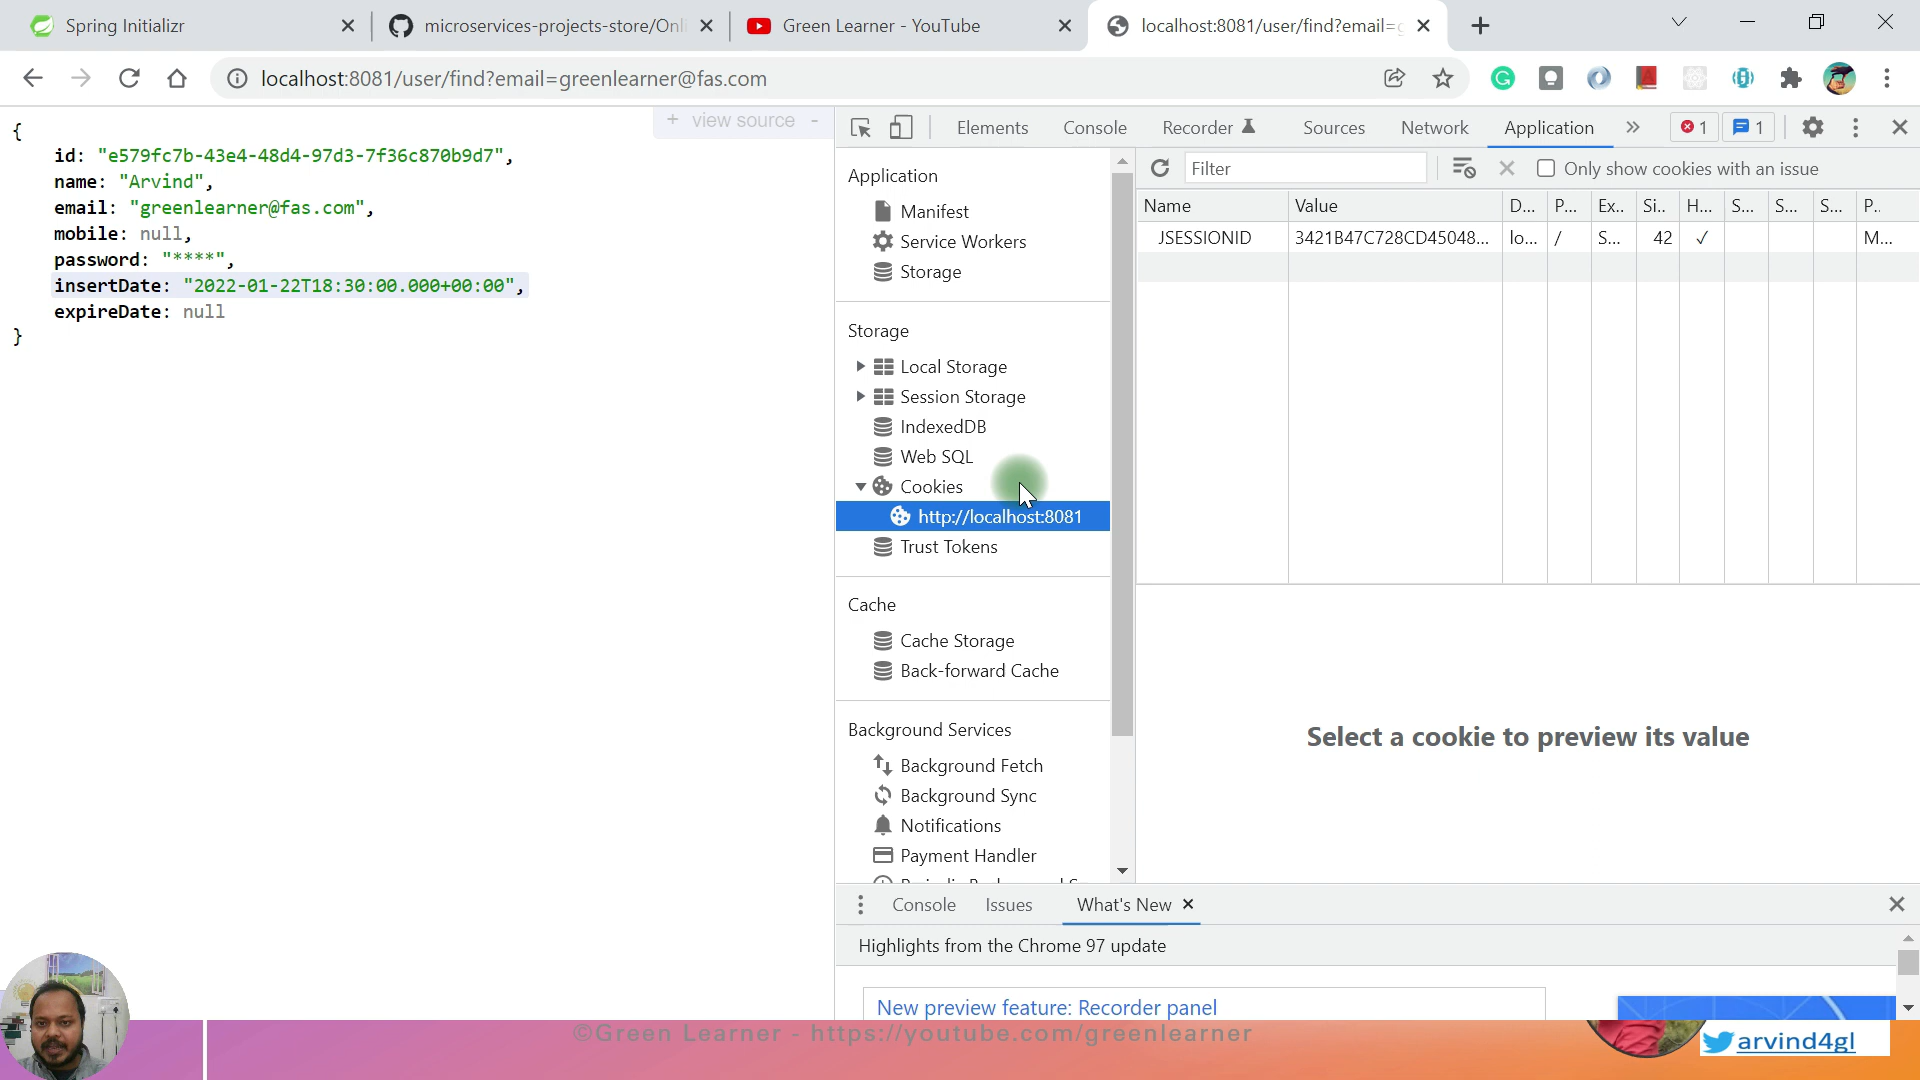 Spring Initializr
microservices-projects-store/Onli
Green Learner - YouTube
localhost:8081/user/find?email=g
localhost:8081/user/find?email=greenlearner@fas.com
+ view source -
{
id: "e579fc7b-43e4-48d4-97d3-7f36c870b9d7",
name: "Arvind",
email: "greenlearner@fas.com",
mobile: null,
password: "****",
insertDate: "2022-01-22T18:30:00.000+00:00",
expireDate: null
}
Elements Console Recorder Sources Network Application 1 1
Application
Manifest
Service Workers
Storage
Storage
Local Storage
Session Storage
IndexedDB
Web SQL
Cookies
http://localhost:8081
Trust Tokens
Cache
Cache Storage
Back-forward Cache
Background Services
Background Fetch
Background Sync
Notifications
Payment Handler
Filter
Only show cookies with an issue
Name Value D... P... Ex.. Si.. H... S... S... S... P..
JSESSIONID 3421B47C728CD45048... lo... / S... 42 ✓ M...
Select a cookie to preview its value
Console Issues What's New
Highlights from the Chrome 97 update
New preview feature: Recorder panel
©Green Learner - https://youtube.com/greenlearner
arvind4gl